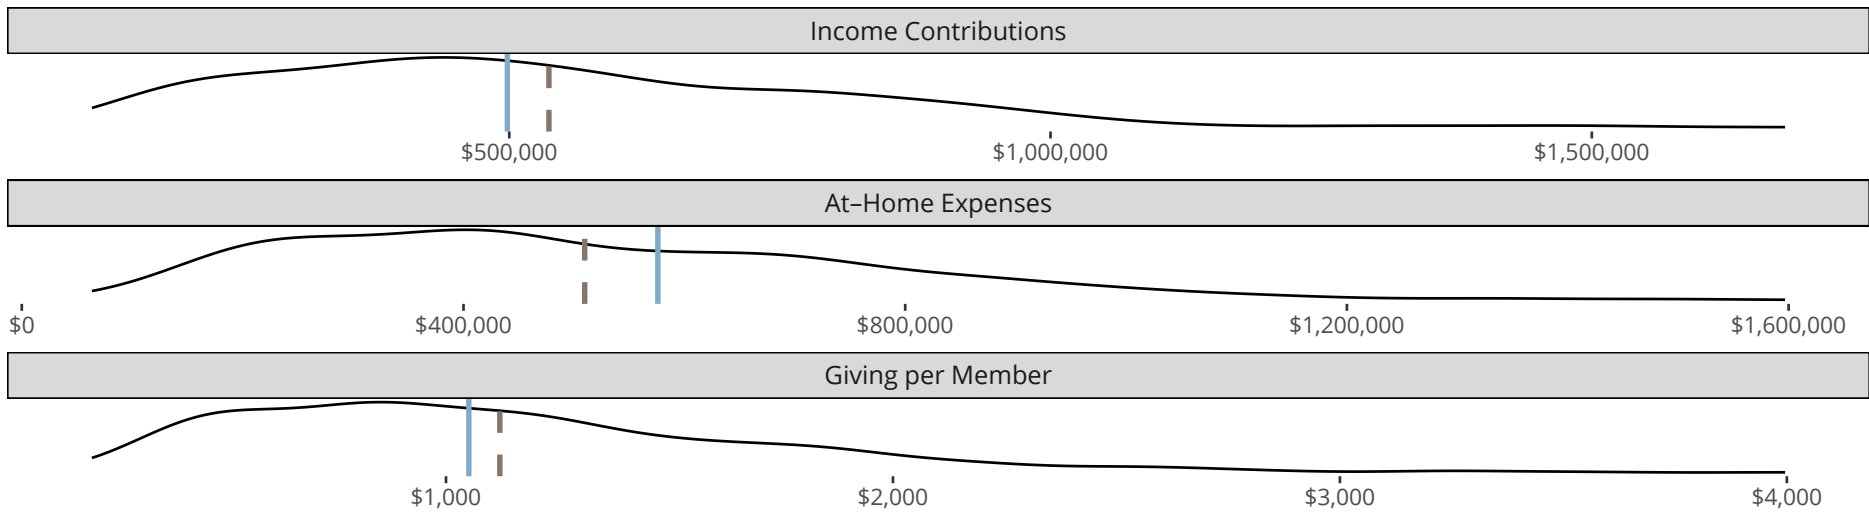 Income Contributions
$500,000 $1,000,000 $1,500,000
At–Home Expenses
$0 $400,000 $800,000 $1,200,000 $1,600,000
Giving per Member
$1,000 $2,000 $3,000 $4,000